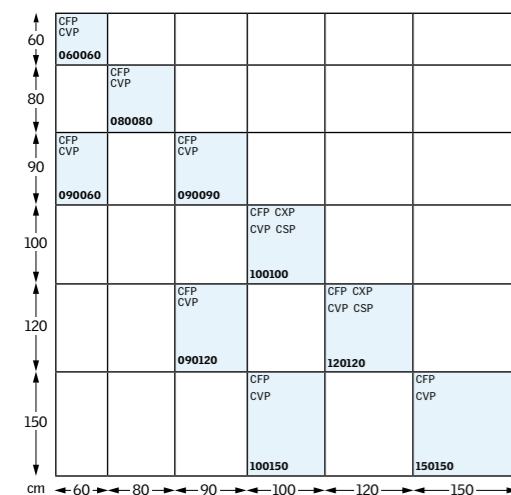 60
CFP
CVP
060060
80
CFP
CVP
080080
90
CFP
CVP
090060
CFP
CVP
090090
100
CFP CXP
CVP CSP
100100
120
CFP
CVP
090120
CFP CXP
CVP CSP
120120
150
CFP
CVP
100150
CFP
CVP
150150
cm 60 80 90 100 120 150